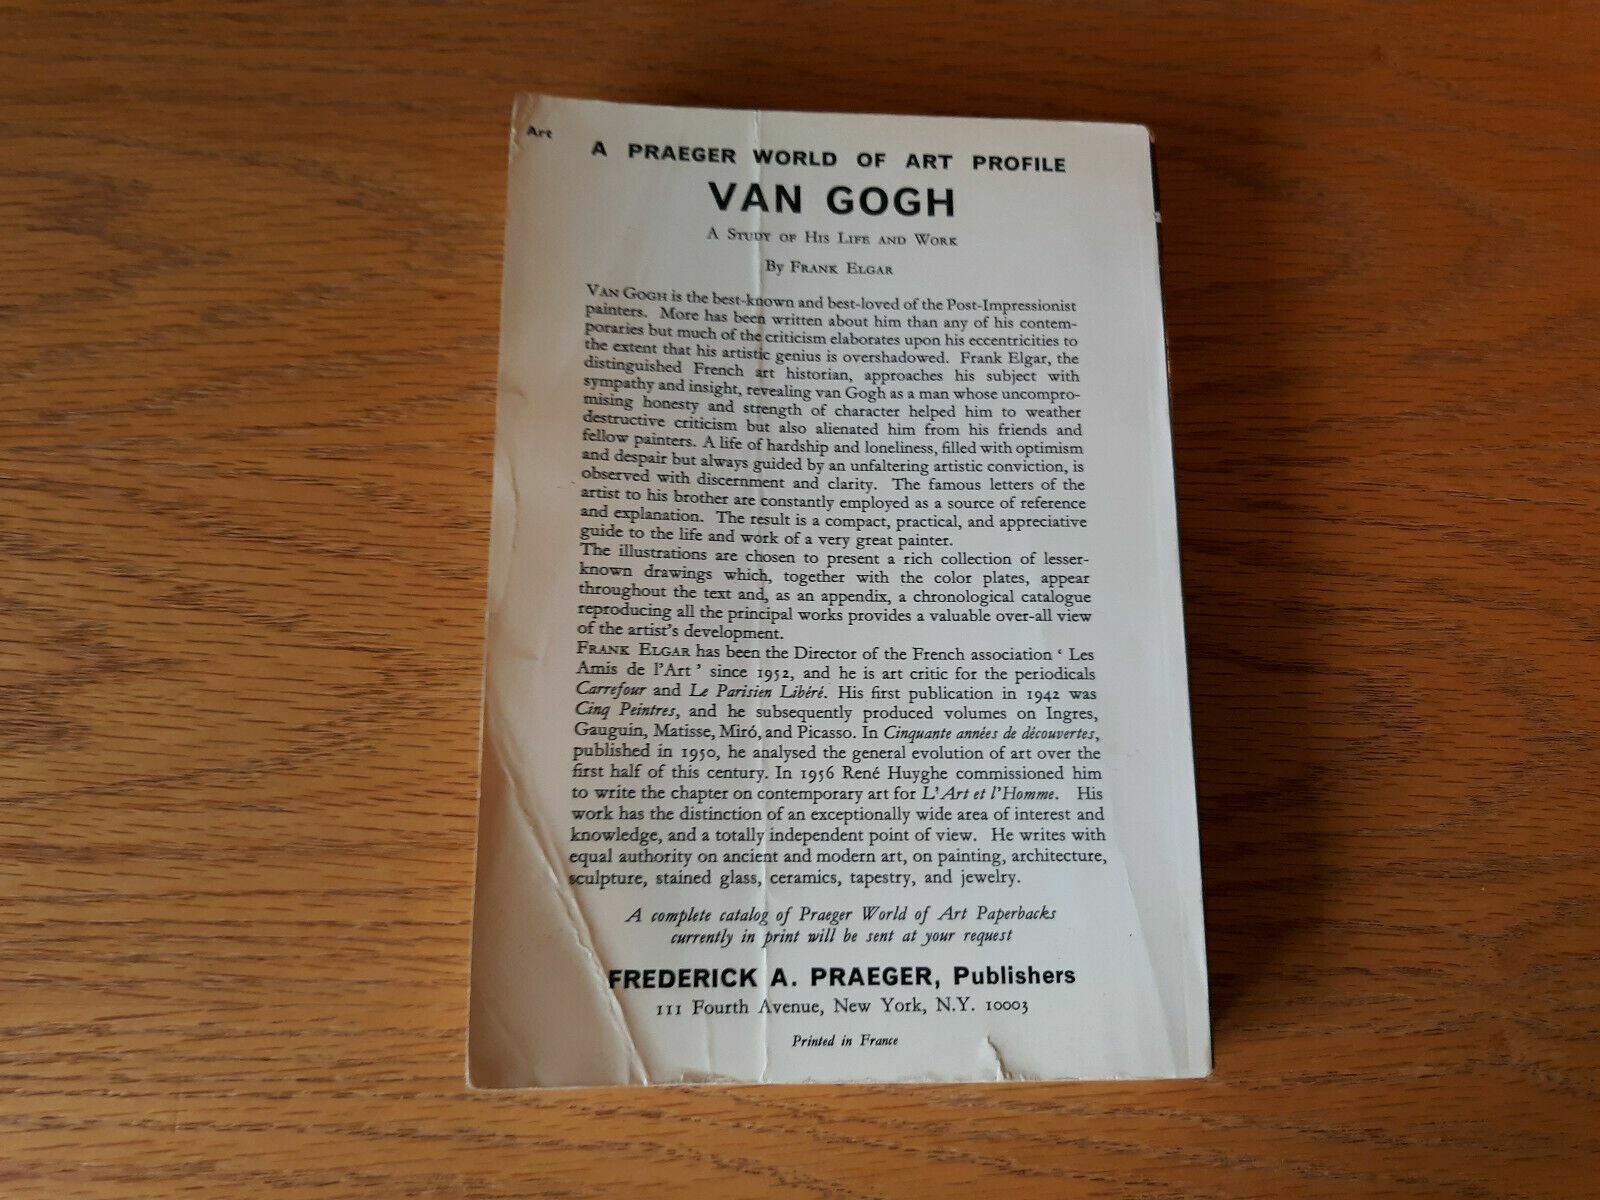 Art
A PRAEGER WORLD OF ART PROFILE
VAN GOGH
A STUDY OF HIS LIFE AND WORK
By FRANK ELGAR
VAN GOGH is the best-known and best-loved of the Post-Impressionist
painters. More has been written about him than any of his contem-
poraries but much of the criticism elaborates upon his eccentricities to
the extent that his artistic genius is overshadowed. Frank Elgar, the
distinguished French art historian, approaches his subject with
sympathy and insight, revealing van Gogh as a man whose uncompro-
mising honesty and strength of character helped him to weather
destructive criticism but also alienated him from his friends and
fellow painters. A life of hardship and loneliness, filled with optimism
and despair but always guided by an unfaltering artistic conviction, is
observed with discernment and clarity. The famous letters of the
artist to his brother are constantly employed as a source of reference
and explanation. The result is a compact, practical, and appreciative
guide to the life and work of a very great painter.
The illustrations are chosen to present a rich collection of lesser-
known drawings which, together with the color plates, appear
throughout the text and, as an appendix, a chronological catalogue
reproducing all the principal works provides a valuable over-all view
of the artist's development.
FRANK ELGAR has been the Director of the French association ‘ Les
Amis de l'Art ’ since 1952, and he is art critic for the periodicals
Carrefour and Le Parisien Libéré. His first publication in 1942 was
Cinq Peintres, and he subsequently produced volumes on Ingres,
Gauguin, Matisse, Miró, and Picasso. In Cinquante années de découvertes,
published in 1950, he analysed the general evolution of art over the
first half of this century. In 1956 René Huyghe commissioned him
to write the chapter on contemporary art for L'Art et l'Homme. His
work has the distinction of an exceptionally wide area of interest and
knowledge, and a totally independent point of view. He writes with
equal authority on ancient and modern art, on painting, architecture,
sculpture, stained glass, ceramics, tapestry, and jewelry.
A complete catalog of Praeger World of Art Paperbacks
currently in print will be sent at your request
FREDERICK A. PRAEGER, Publishers
111 Fourth Avenue, New York, N.Y. 10003
Printed in France